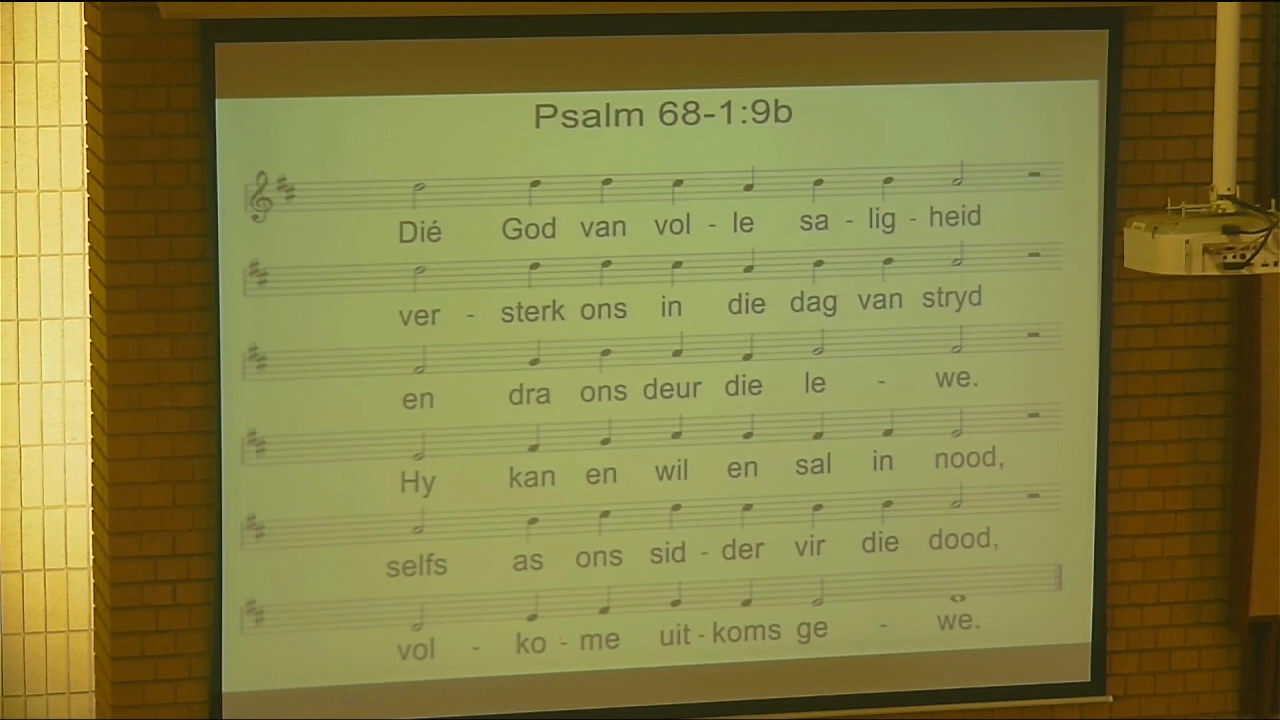 Psalm 68-1:9b
Dié God van vol - le sa - lig - heid
ver - sterk ons in die dag van stryd
en dra ons deur die le - we.
Hy kan en wil en sal in nood,
selfs as ons sid - der vir die dood,
vol - ko - me uit - koms ge - we.